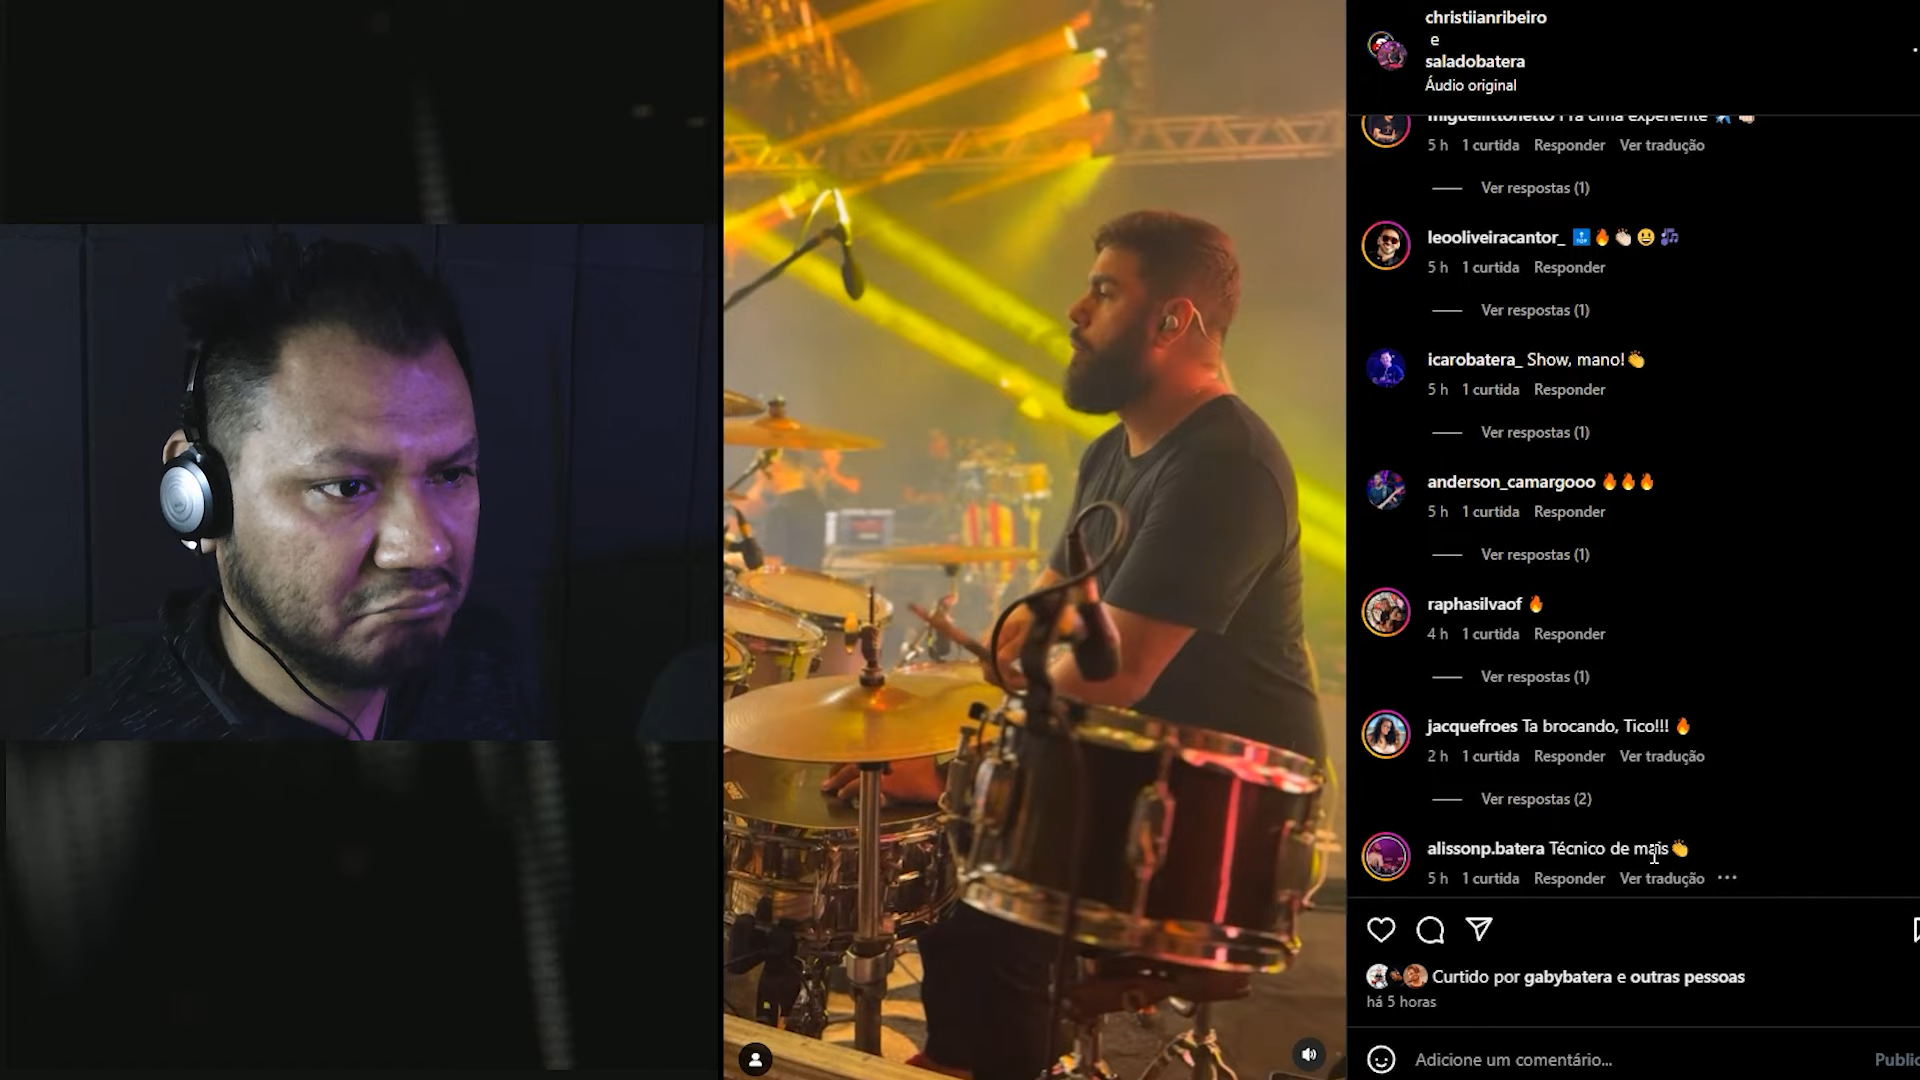 christiianribeiro
e
saladobatera
Áudio original
5 h 1 curtida Responder Ver tradução
Ver respostas (1)
leooliveiracantor_ 🔝🔥👏🏻😃🎶
5 h 1 curtida Responder
Ver respostas (1)
icarobatera_ Show, mano!👏
5 h 1 curtida Responder
Ver respostas (1)
anderson_camargooo 🔥🔥🔥
5 h 1 curtida Responder
Ver respostas (1)
raphasilvaof 🔥
4 h 1 curtida Responder
Ver respostas (1)
jacquefroes Ta brocando, Tico!!! 🔥
2 h 1 curtida Responder Ver tradução
Ver respostas (2)
alissonp.batera Técnico de mais👏
5 h 1 curtida Responder Ver tradução
Curtido por gabybatera e outras pessoas
há 5 horas
Adicione um comentário...